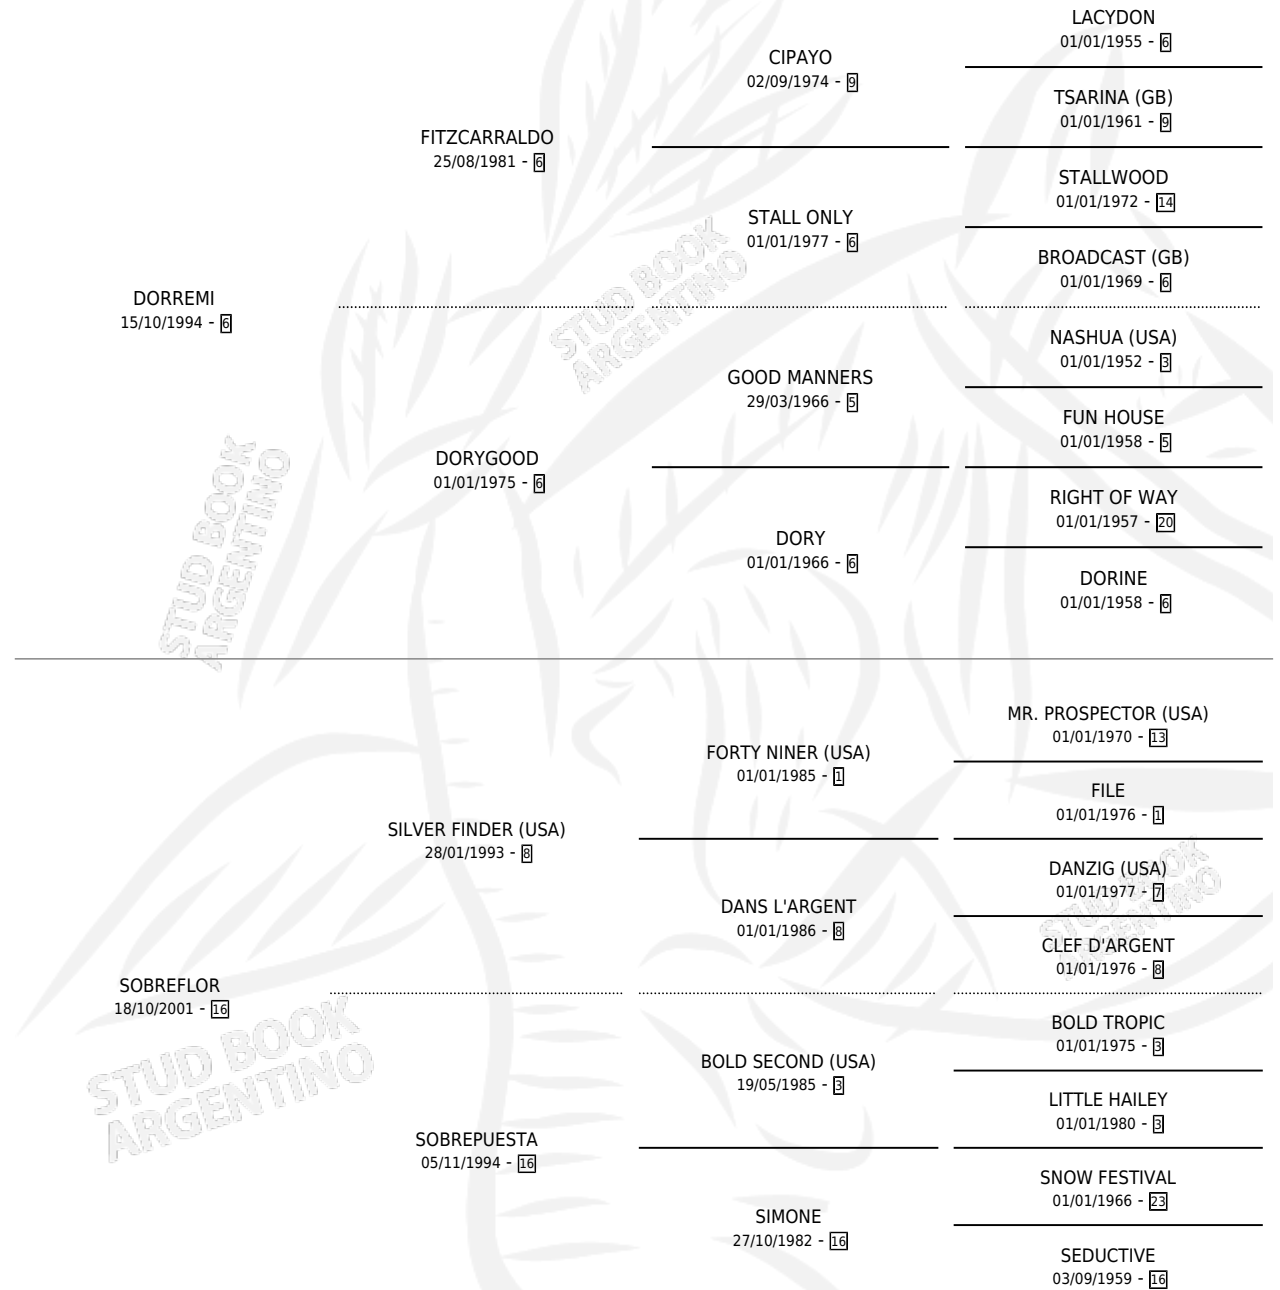 LACYDON
01/01/1955 - 6
CIPAYO
02/09/1974 - 9
TSARINA (GB)
01/01/1961 - 9
FITZCARRALDO
25/08/1981 - 6
STALLWOOD
01/01/1972 - 14
STALL ONLY
01/01/1977 - 6
BROADCAST (GB)
01/01/1969 - 6
DORREMI
15/10/1994 - 6
NASHUA (USA)
01/01/1952 - 3
GOOD MANNERS
29/03/1966 - 5
FUN HOUSE
01/01/1958 - 5
DORYGOOD
01/01/1975 - 6
RIGHT OF WAY
01/01/1957 - 20
DORY
01/01/1966 - 6
DORINE
01/01/1958 - 6
MR. PROSPECTOR (USA)
01/01/1970 - 13
FORTY NINER (USA)
01/01/1985 - 1
FILE
01/01/1976 - 1
SILVER FINDER (USA)
28/01/1993 - 8
DANZIG (USA)
01/01/1977 - 7
DANS L'ARGENT
01/01/1986 - 8
CLEF D'ARGENT
01/01/1976 - 8
SOBREFLOR
18/10/2001 - 16
BOLD TROPIC
01/01/1975 - 3
BOLD SECOND (USA)
19/05/1985 - 3
LITTLE HAILEY
01/01/1980 - 3
SOBREPUESTA
05/11/1994 - 16
SNOW FESTIVAL
01/01/1966 - 23
SIMONE
27/10/1982 - 16
SEDUCTIVE
03/09/1959 - 16
STUD BOOK
ARGENTINO
STUD BOOK
ARGENTINO
STUD BOOK
ARGENTINO
STUD BOOK
ARGENTINO